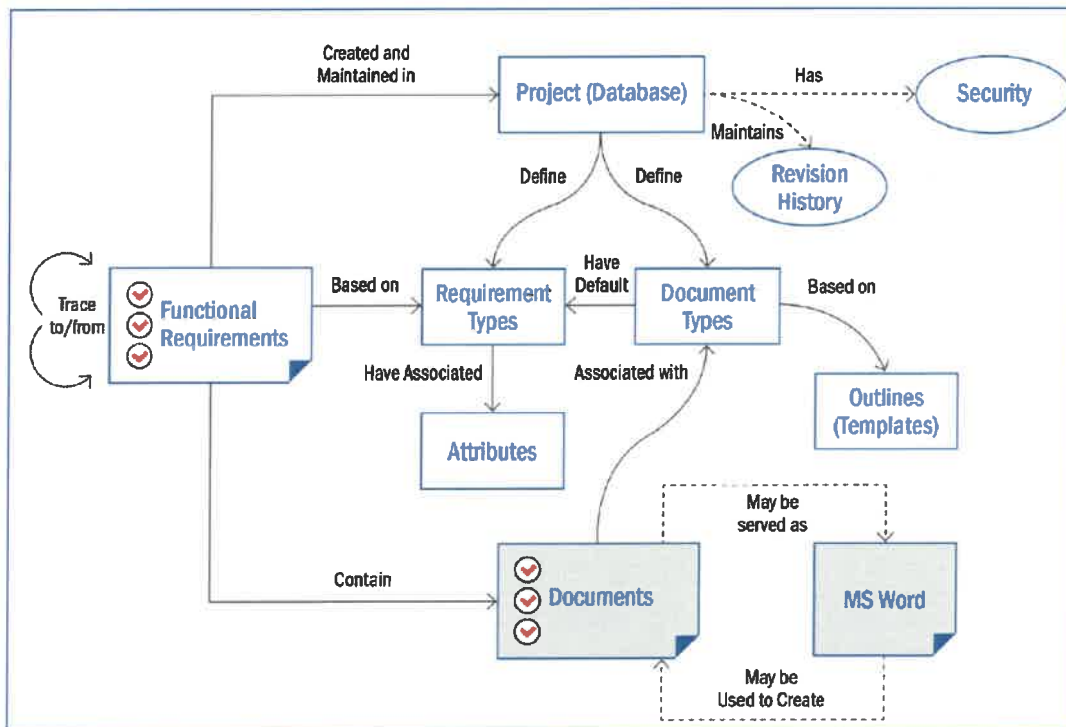 Created and
Maintained in
Project (Database)
Has
Security
Maintains
Revision
History
Define
Define
Trace
to/from
Functional
Requirements
Based on
Requirement
Types
Have
Default
Document
Types
Based on
Have Associated
Associated with
Outlines
(Templates)
Attributes
May be
served as
Contain
Documents
MS Word
May be
Used to Create